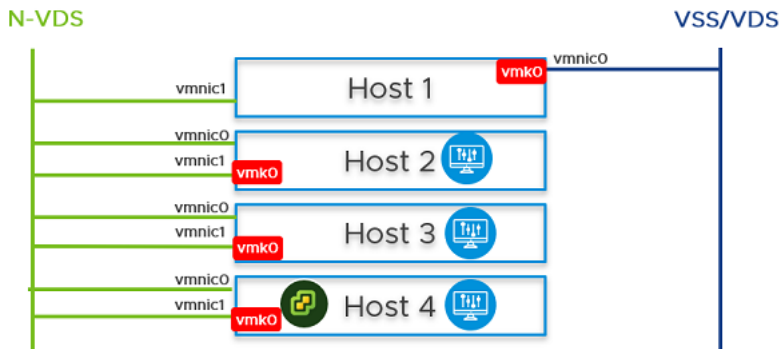 N-VDS
VSS/VDS
vmnic0
vmk0
vmnic1
Host 1
vmnic0
vmnic1
vmk0
Host 2
vmnic0
vmnic1
vmk0
Host 3
vmnic0
vmnic1
vmk0
Host 4